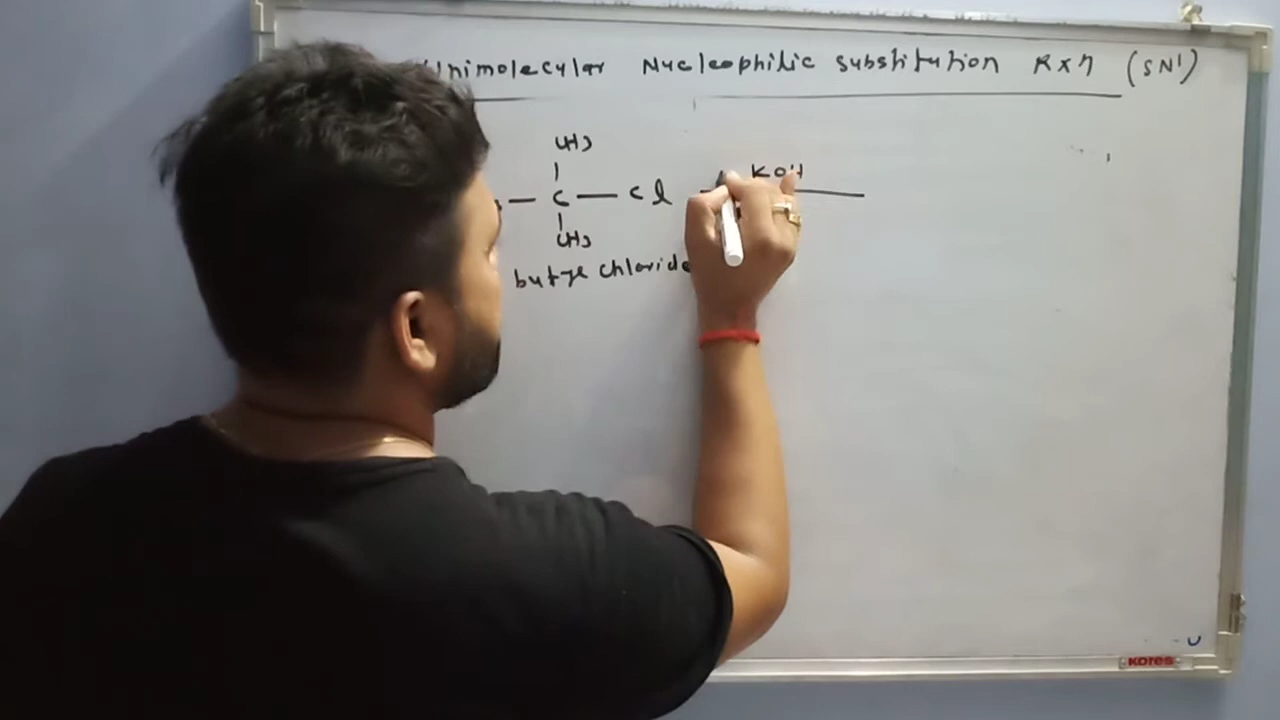 Unimolecular Nucleophilic substitution Rxn (SN1)
CH3
|
— C — Cl KOH
|
CH3
butyl chloride
KORES